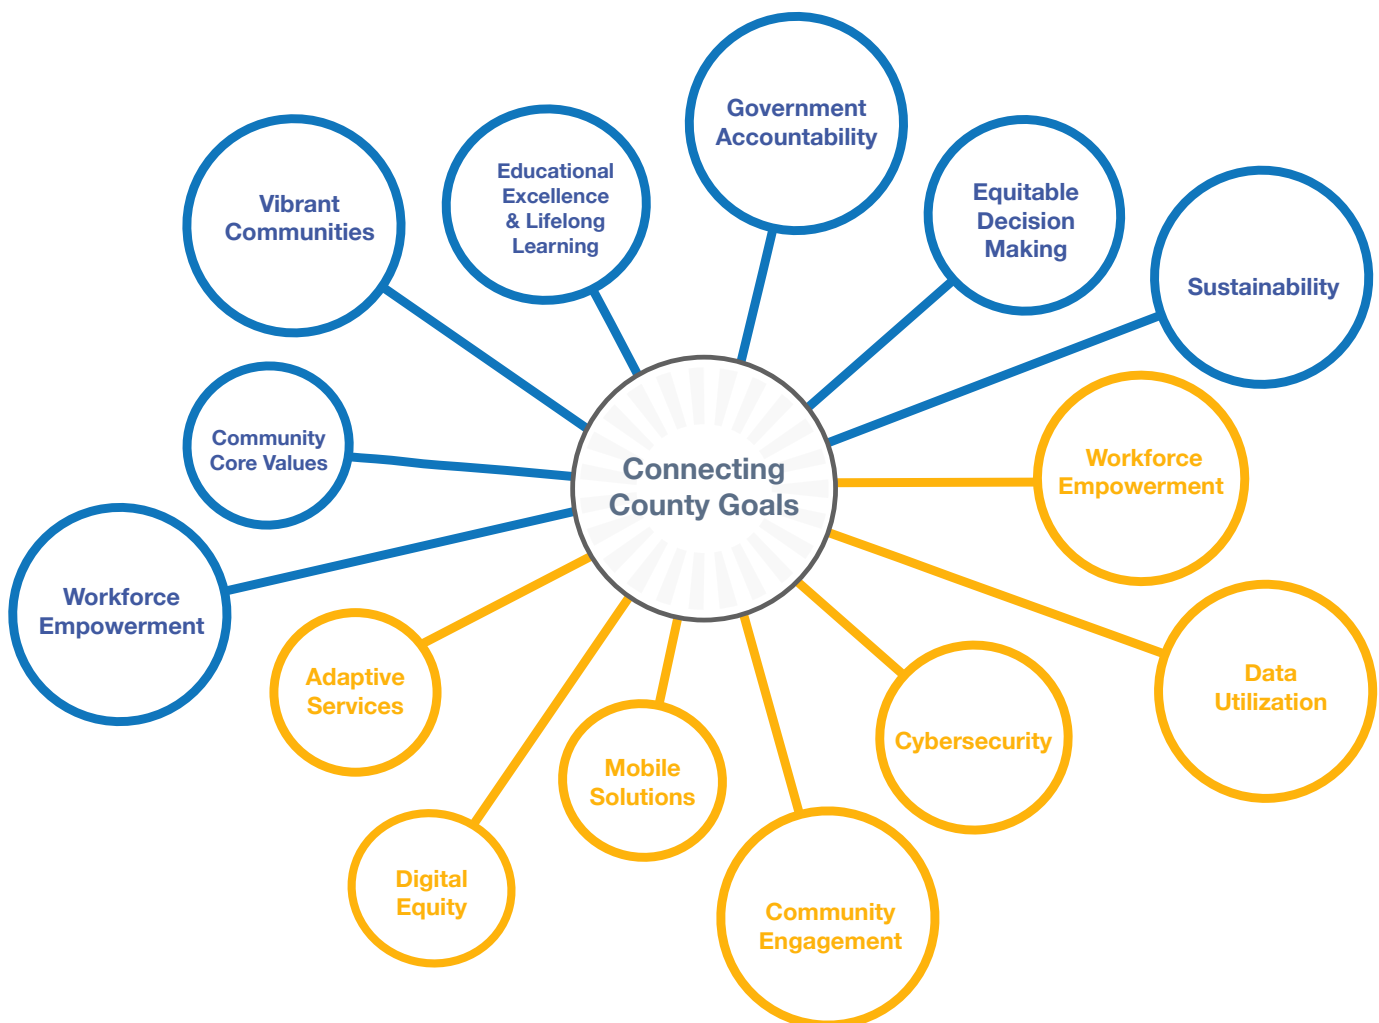 Government
Accountability
Educational
Excellence
& Lifelong
Learning
Vibrant
Communities
Equitable
Decision
Making
Sustainability
Community
Core Values
Connecting
County Goals
Workforce
Empowerment
Workforce
Empowerment
Adaptive
Services
Data
Utilization
Cybersecurity
Mobile
Solutions
Digital
Equity
Community
Engagement